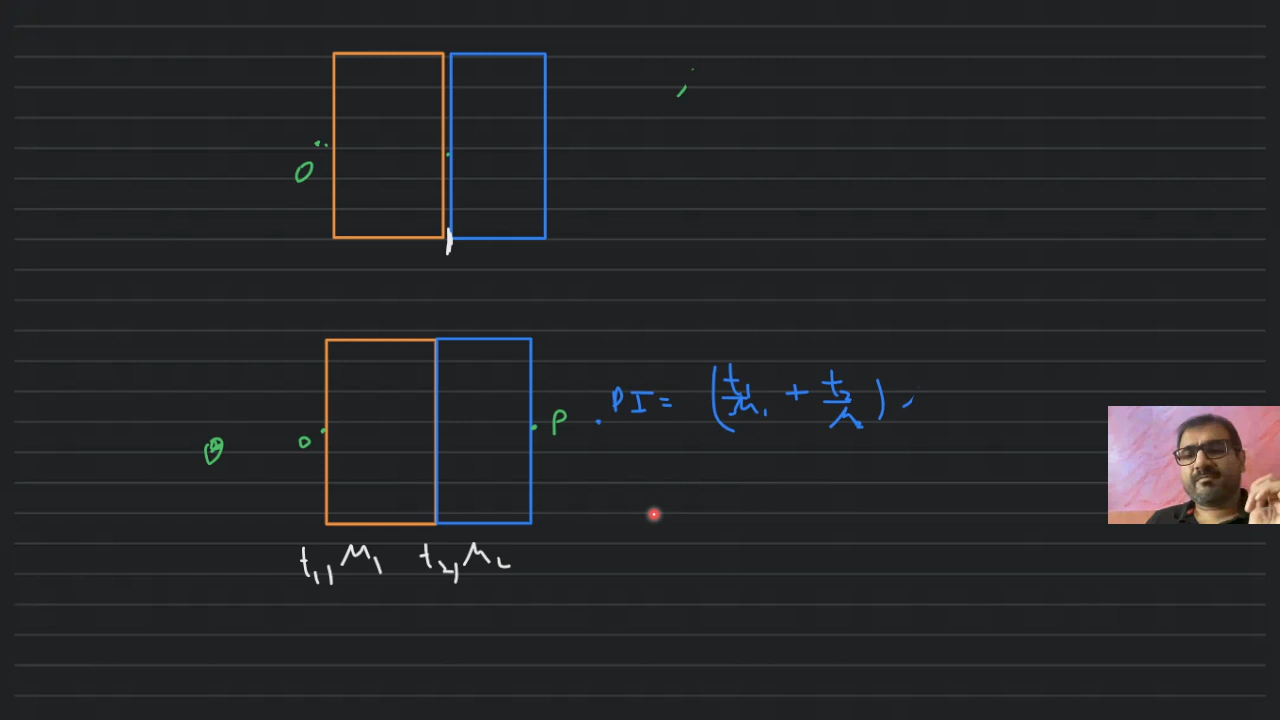 O
PI = (t₁/μ₁ + t₂/μ₂)
P
O
t₁, μ₁ t₂, μ₂